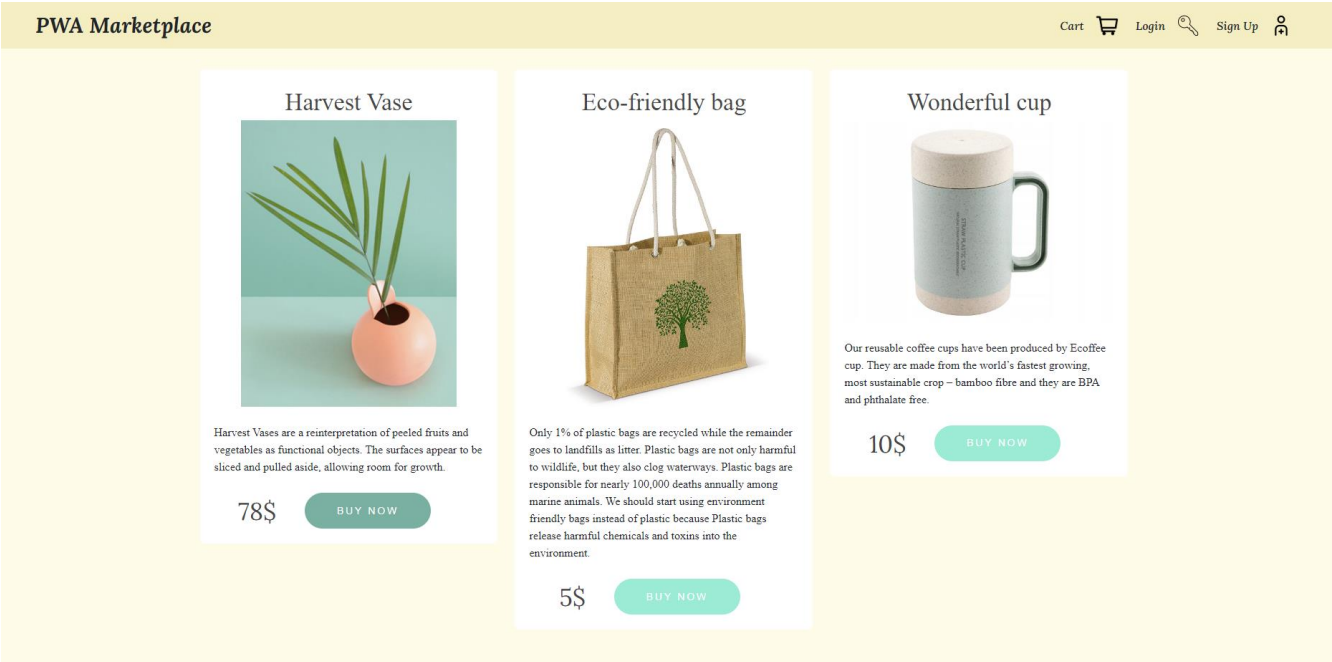 PWA Marketplace
Cart
Login
Sign Up
Harvest Vase
Harvest Vases are a reinterpretation of peeled fruits and
vegetables as functional objects. The surfaces appear to be
sliced and pulled aside, allowing room for growth.
78$
BUY NOW
Eco-friendly bag
Only 1% of plastic bags are recycled while the remainder
goes to landfills as litter. Plastic bags are not only harmful
to wildlife, but they also clog waterways. Plastic bags are
responsible for nearly 100,000 deaths annually among
marine animals. We should start using environment
friendly bags instead of plastic because Plastic bags
release harmful chemicals and toxins into the
environment.
5$
BUY NOW
Wonderful cup
STRAW PLASTIC CUP
Our reusable coffee cups have been produced by Ecoffee
cup. They are made from the world’s fastest growing,
most sustainable crop – bamboo fibre and they are BPA
and phthalate free.
10$
BUY NOW